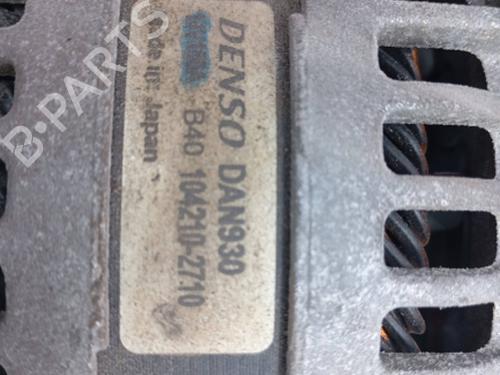 DENSO DAN930
B40 104210-2710
Made in Japan
B-PARTS